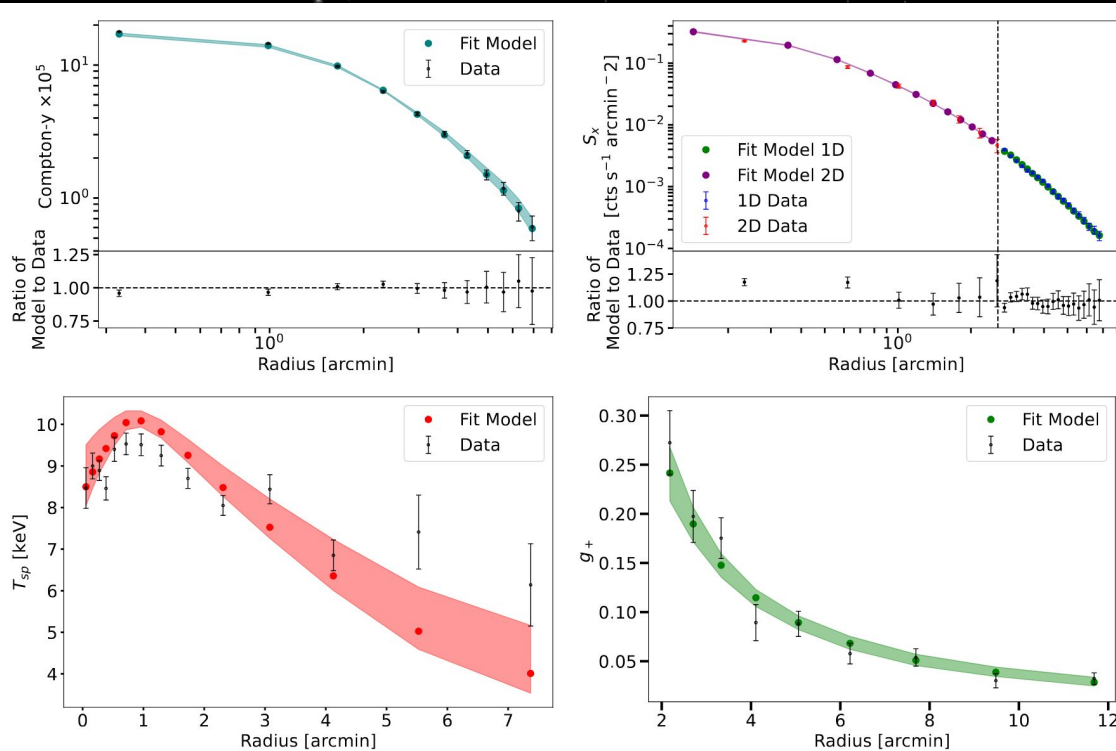 Compton-y ×10⁵
10¹
10⁰
Fit Model
Data
Ratio of
Model to Data
1.25
1.00
0.75
10⁰
Radius [arcmin]
Sₓ
[cts s⁻¹ arcmin−2]
10⁻¹
10⁻²
10⁻³
10⁻⁴
Fit Model 1D
Fit Model 2D
1D Data
2D Data
Ratio of
Model to Data
1.25
1.00
0.75
10⁰
Radius [arcmin]
T_sp [keV]
10
9
8
7
6
5
4
Fit Model
Data
0 1 2 3 4 5 6 7
Radius [arcmin]
g₊
0.30
0.25
0.20
0.15
0.10
0.05
Fit Model
Data
2 4 6 8 10 12
Radius [arcmin]